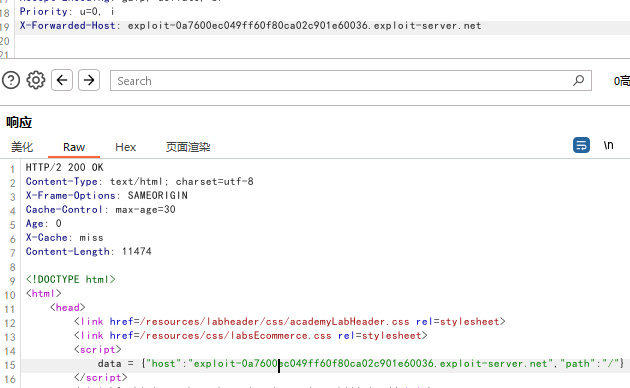 Priority: u=0, i
X-Forwarded-Host: exploit-0a7600ec049ff60f80ca02c901e60036.exploit-server.net
18
19
20
21
Search
0高
响应
美化 Raw Hex 页面渲染 \n
1 HTTP/2 200 OK
2 Content-Type: text/html; charset=utf-8
3 X-Frame-Options: SAMEORIGIN
4 Cache-Control: max-age=30
5 Age: 0
6 X-Cache: miss
7 Content-Length: 11474
8
9 <!DOCTYPE html>
10 <html>
11 <head>
12 <link href=/resources/labheader/css/academyLabHeader.css rel=stylesheet>
13 <link href=/resources/css/labsEcommerce.css rel=stylesheet>
14 <script>
15 data = {"host":"exploit-0a7600ec049ff60f80ca02c901e60036.exploit-server.net","path":"/"}
16 </script>